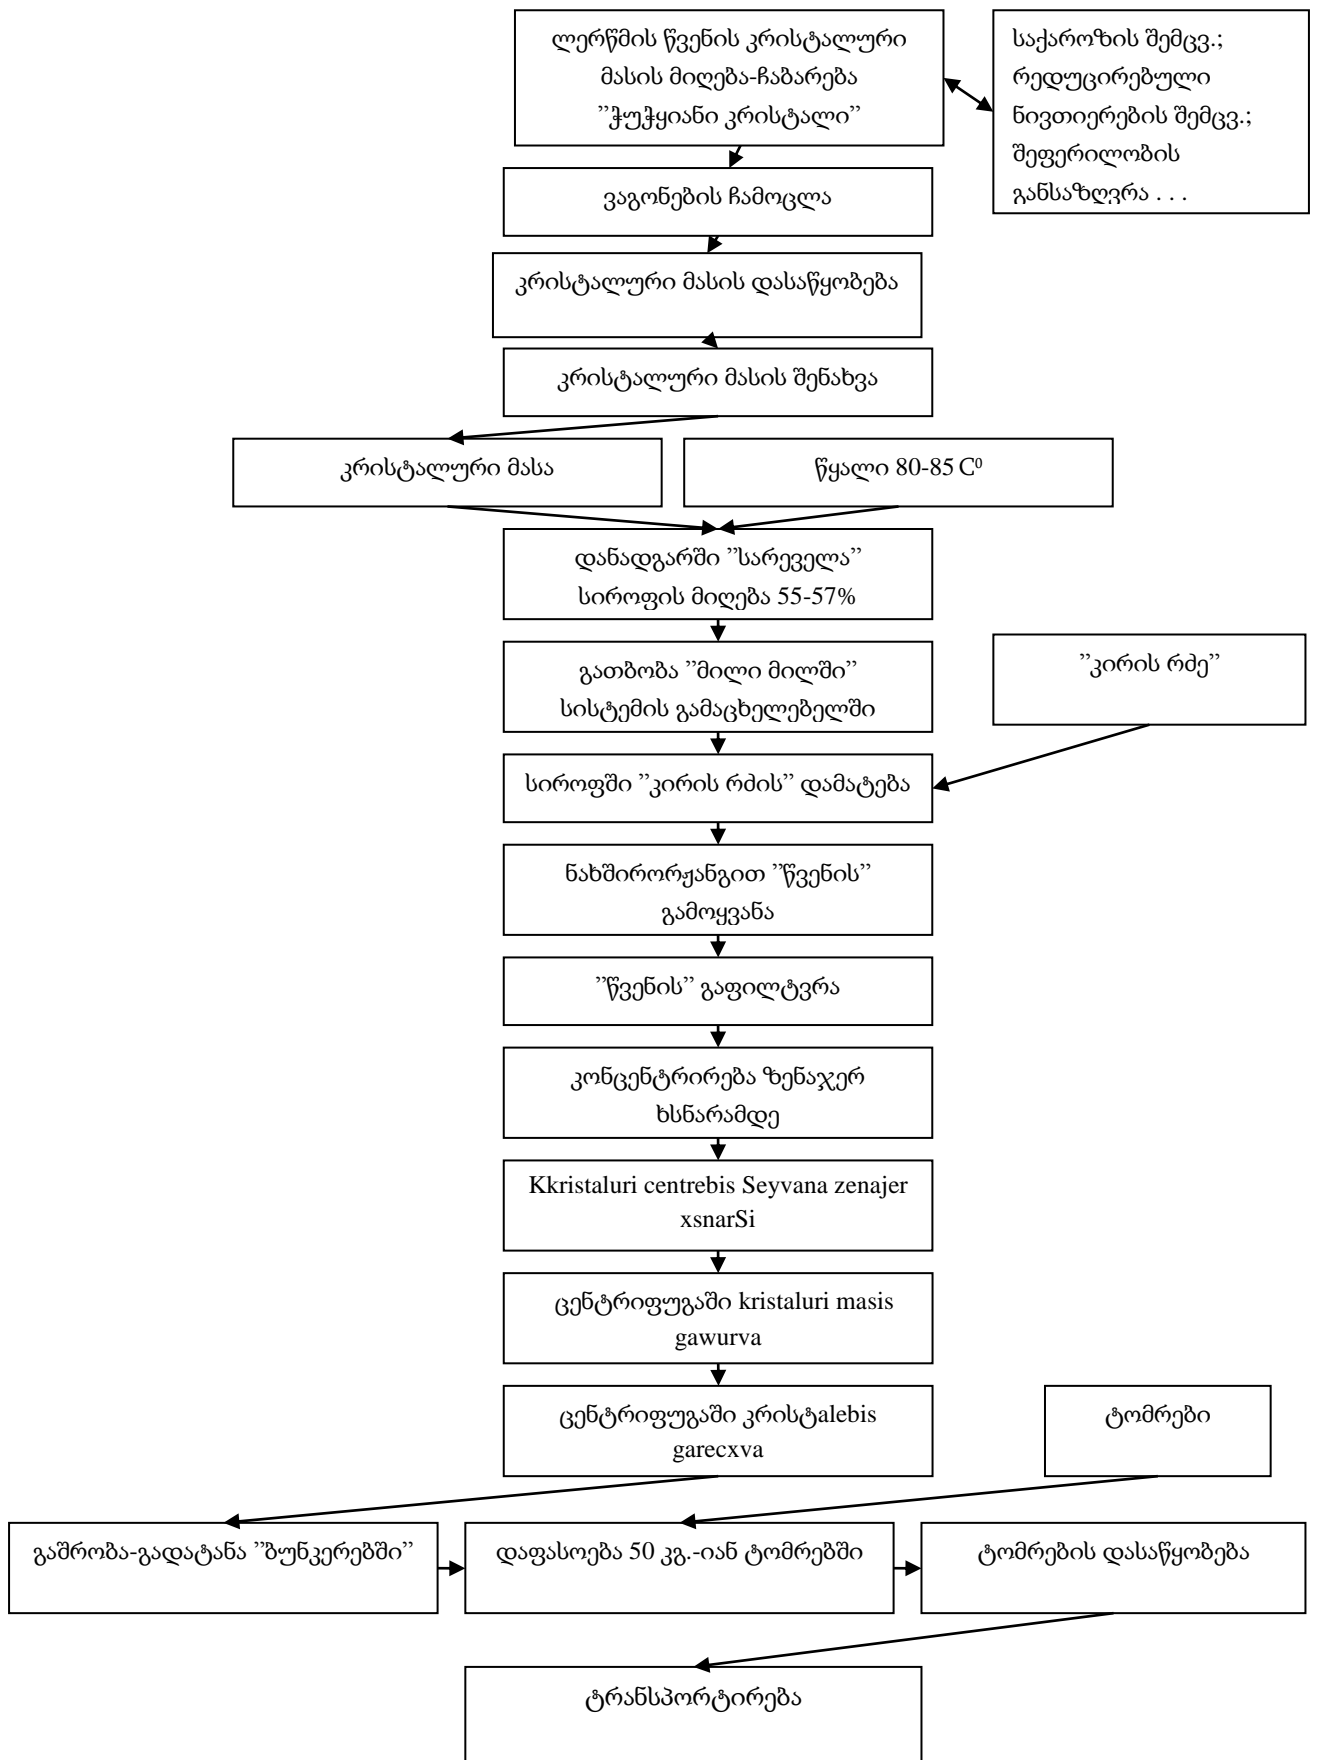 ლერწმის წვენის კრისტალური
მასის მიღება-ჩაბარება
”ჭუჭყიანი კრისტალი”
საქაროზის შემცვ.;
რედუცირებული
ნივთიერების შემცვ.;
შეფერილობის
განსაზღვრა . . .
ვაგონების ჩამოცლა
კრისტალური მასის დასაწყობება
კრისტალური მასის შენახვა
კრისტალური მასა
წყალი 80-85 C⁰
დანადგარში ”სარეველა”
სიროფის მიღება 55-57%
გათბობა ”მილი მილში”
სისტემის გამაცხელებელში
”კირის რძე”
სიროფში ”კირის რძის” დამატება
ნახშირორჟანგით ”წვენის”
გამოყვანა
”წვენის” გაფილტვრა
კონცენტრირება ზენაჯერ
ხსნარამდე
Kkristaluri centrebis Seyvana zenajer
xsnarSi
ცენტრიფუგაში kristaluri masis
gawurva
ცენტრიფუგაში კრისტalebis
garecxva
ტომრები
გაშრობა-გადატანა ”ბუნკერებში”
დაფასოება 50 კგ.-იან ტომრებში
ტომრების დასაწყობება
ტრანსპორტირება